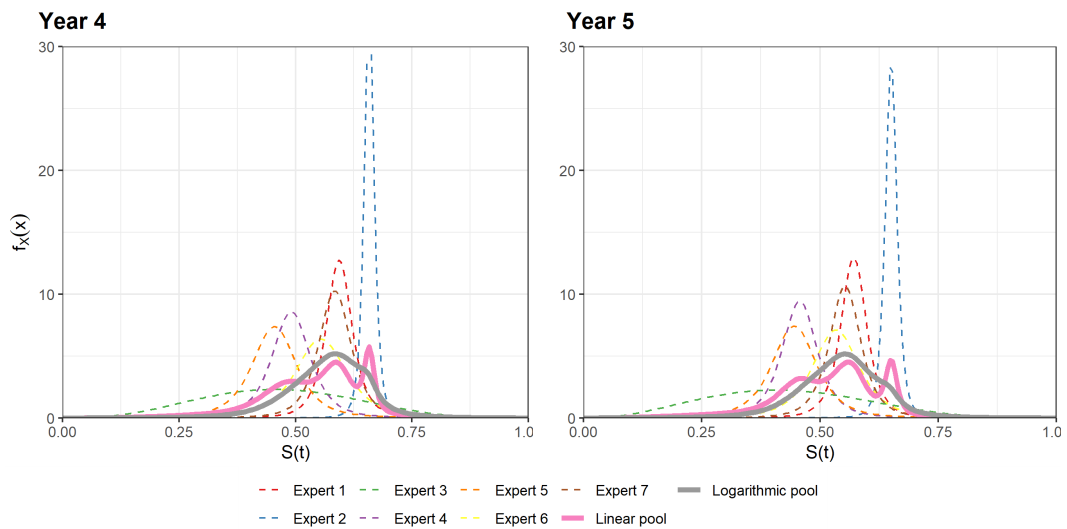 Year 4
Year 5
30
20
10
0
0.00
0.25
0.50
0.75
1.0
30
20
10
0
0.00
0.25
0.50
0.75
1.0
fX(x)
S(t)
S(t)
Expert 1
Expert 3
Expert 5
Expert 7
Logarithmic pool
Expert 2
Expert 4
Expert 6
Linear pool